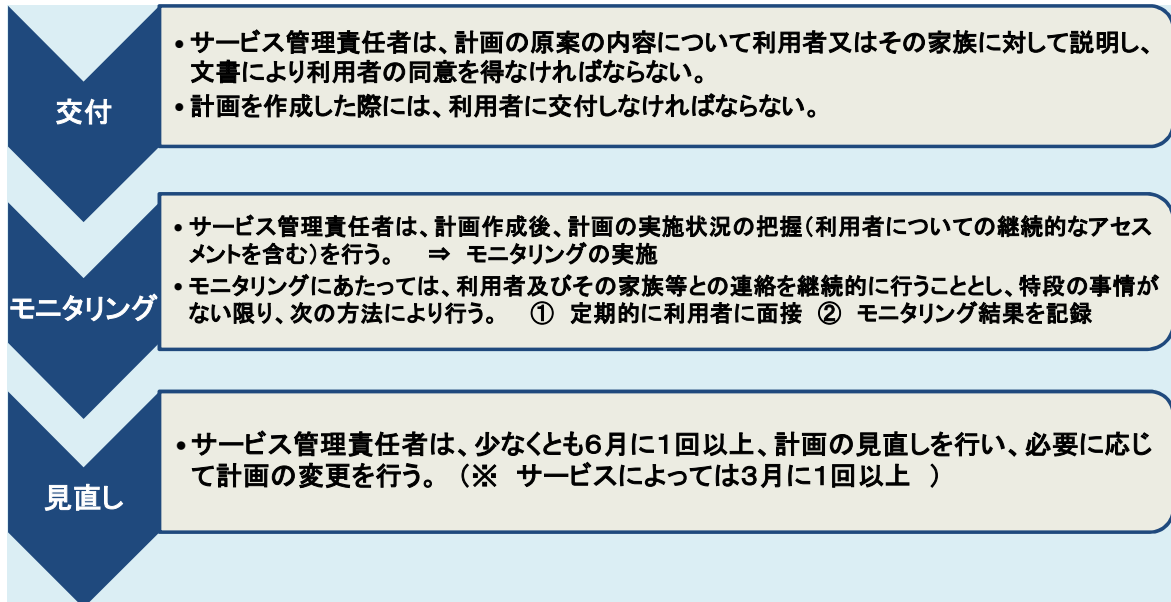 交付
•サービス管理責任者は、計画の原案の内容について利用者又はその家族に対して説明し、
文書により利用者の同意を得なければならない。
•計画を作成した際には、利用者に交付しなければならない。
モニタリング
•サービス管理責任者は、計画作成後、計画の実施状況の把握(利用者についての継続的なアセス
メントを含む)を行う。　⇒　モニタリングの実施
•モニタリングにあたっては、利用者及びその家族等との連絡を継続的に行うこととし、特段の事情が
ない限り、次の方法により行う。　①　定期的に利用者に面接　②　モニタリング結果を記録
見直し
•サービス管理責任者は、少なくとも6月に1回以上、計画の見直しを行い、必要に応じ
て計画の変更を行う。　(※　サービスによっては3月に1回以上　)